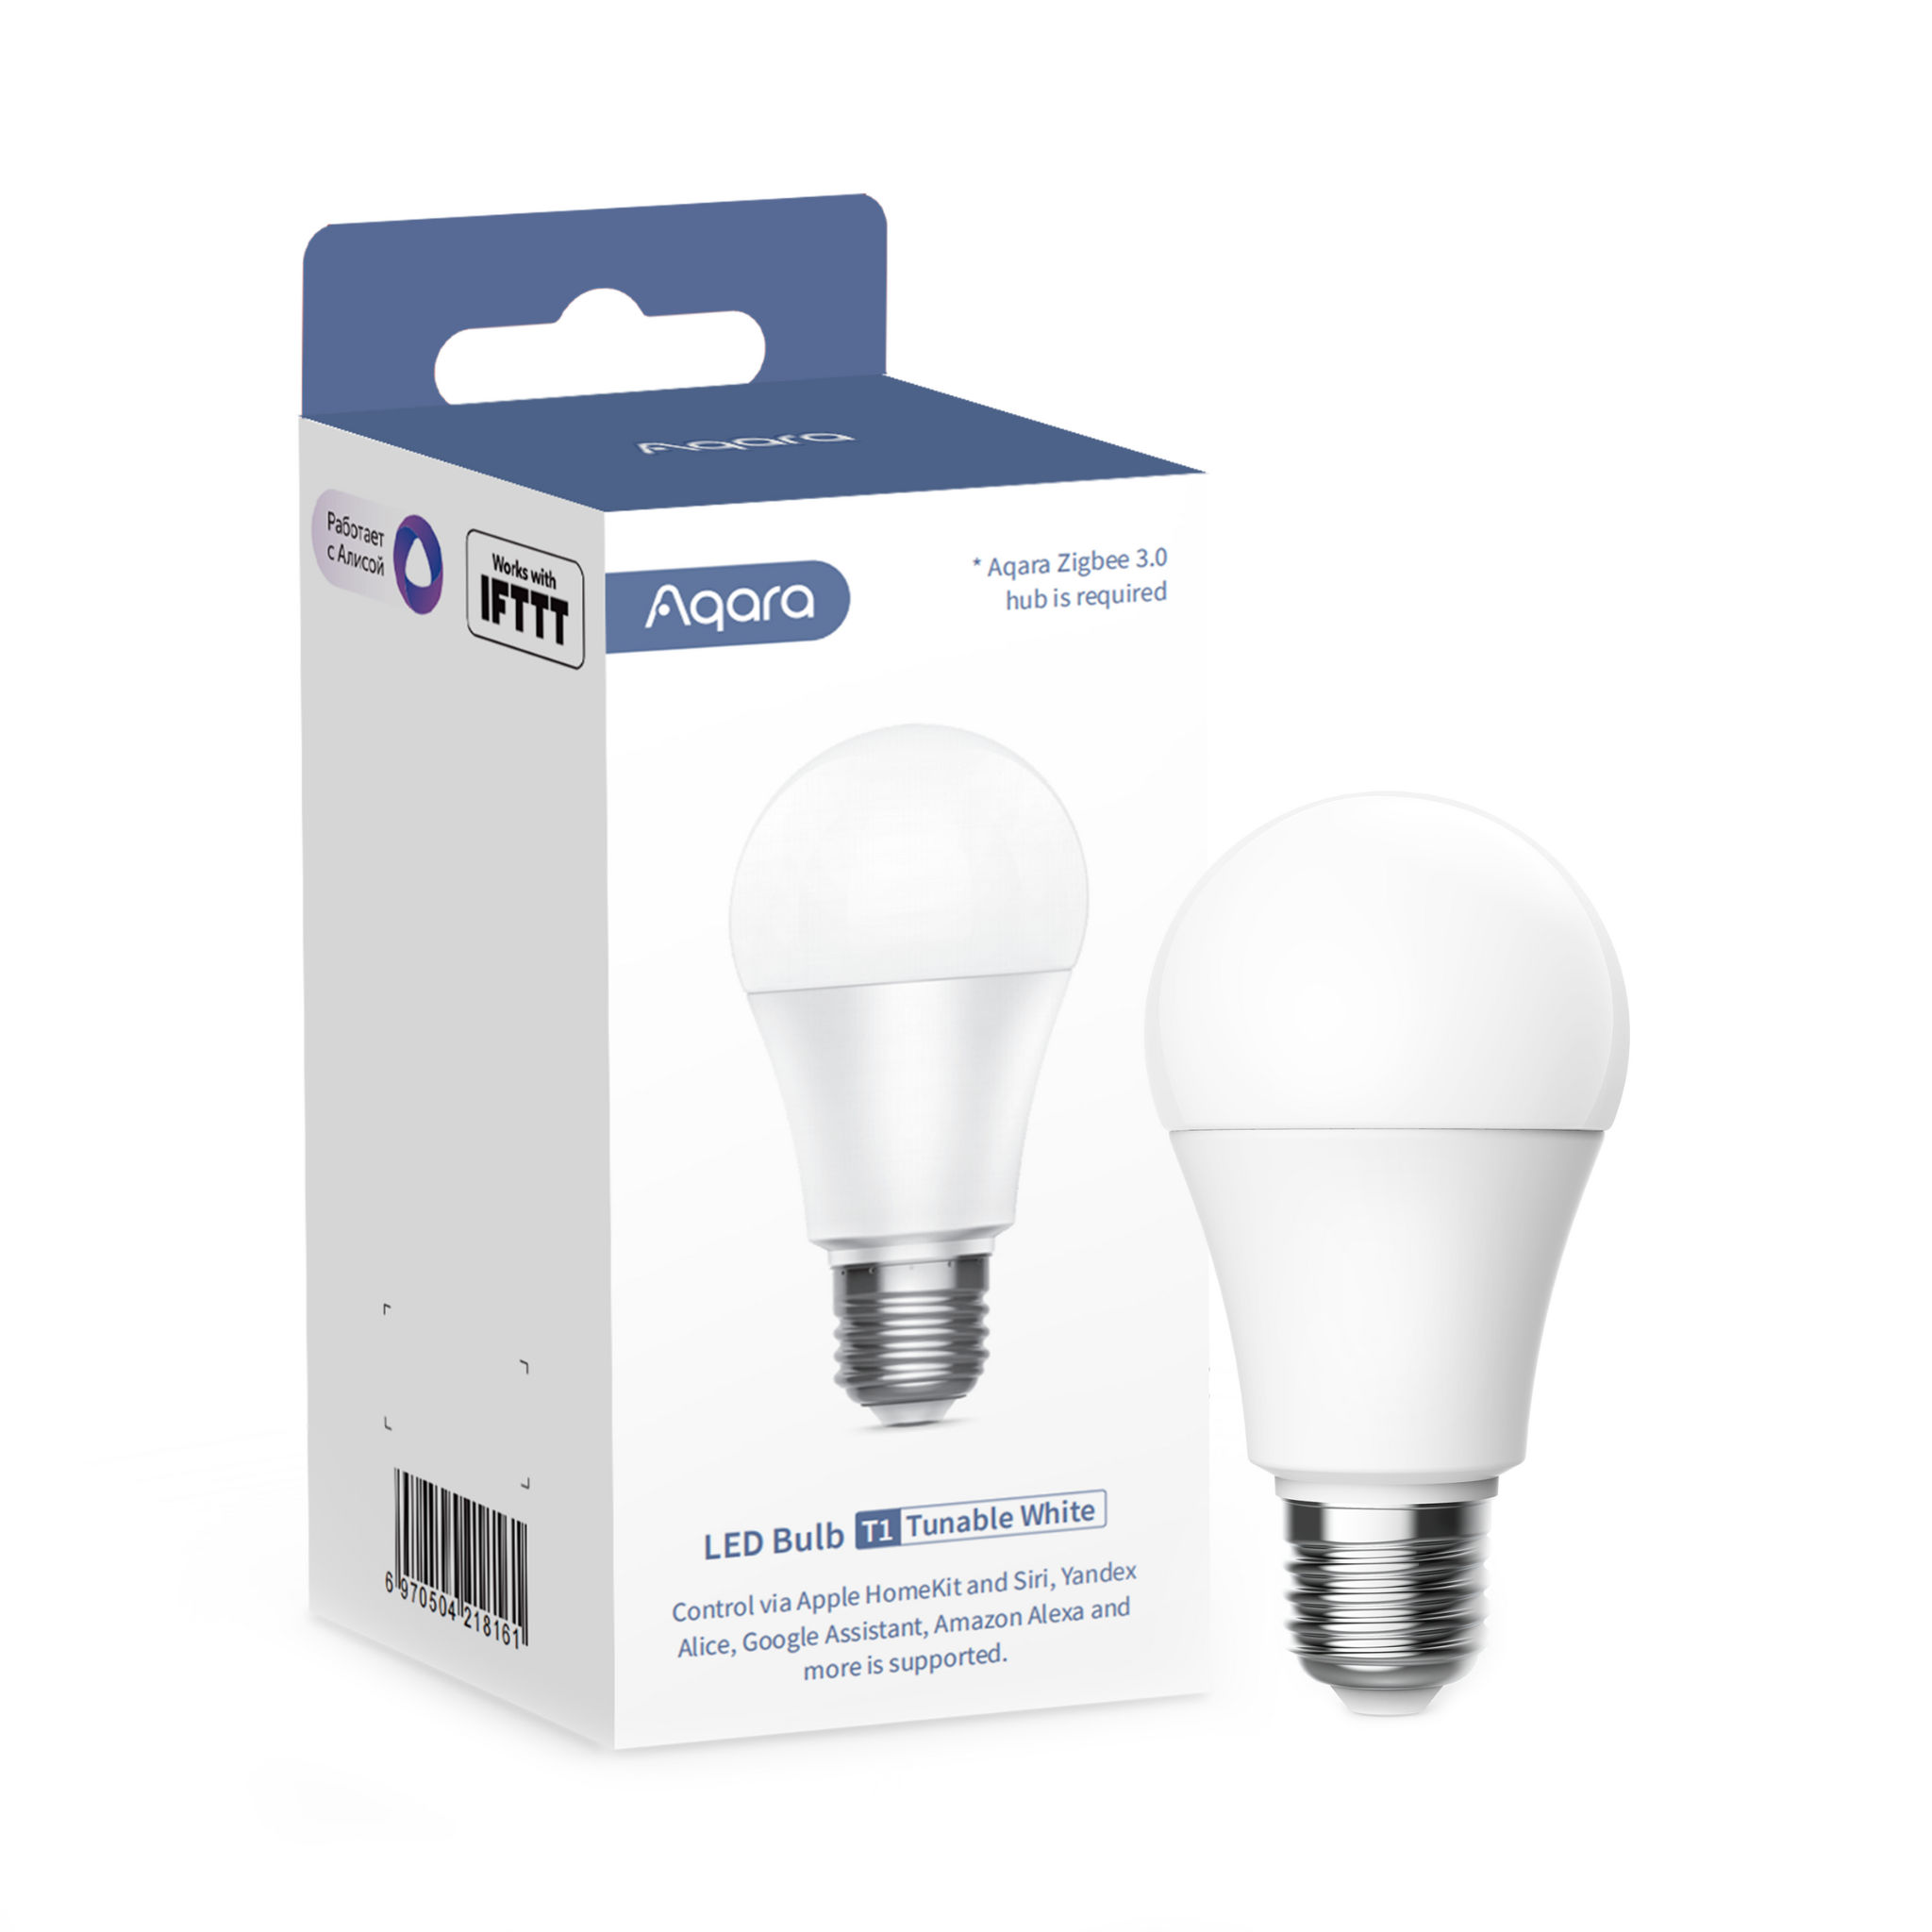 Aqara
Работает
с Алисой
Works with
IFTTT
Aqara
* Aqara Zigbee 3.0
hub is required
LED Bulb T1 Tunable White
Control via Apple HomeKit and Siri, Yandex
Alice, Google Assistant, Amazon Alexa and
more is supported.
6 970504 218161